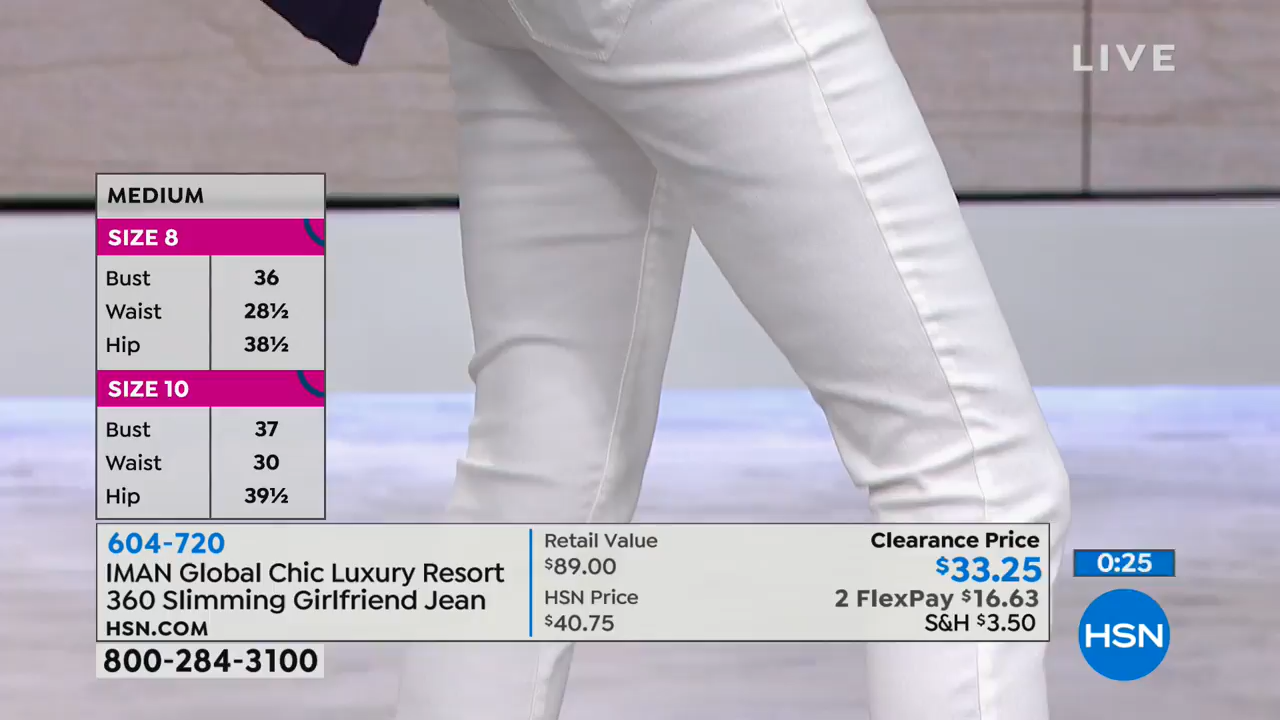 LIVE
MEDIUM
SIZE 8
Bust 36
Waist 28½
Hip 38½
SIZE 10
Bust 37
Waist 30
Hip 39½
604-720
IMAN Global Chic Luxury Resort
360 Slimming Girlfriend Jean
HSN.COM
800-284-3100
Retail Value
$89.00
HSN Price
$40.75
Clearance Price
$33.25
2 FlexPay $16.63
S&H $3.50
0:25
HSN